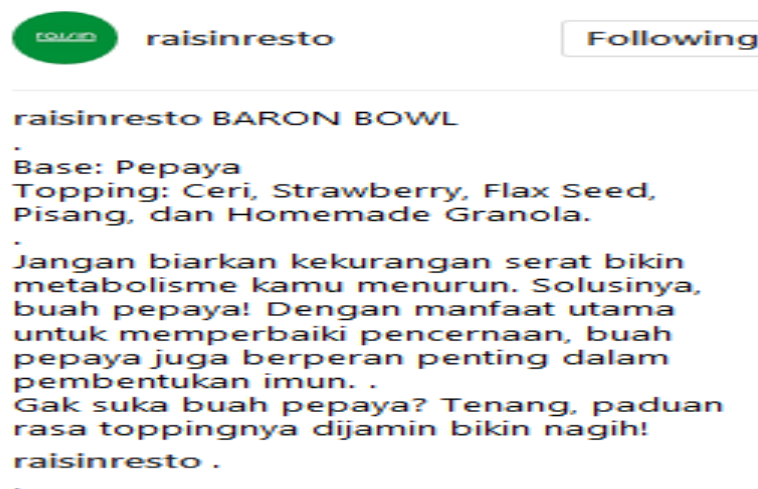 raisin
raisinresto
Following
raisinresto BARON BOWL
.
Base: Pepaya
Topping: Ceri, Strawberry, Flax Seed,
Pisang, dan Homemade Granola.
.
Jangan biarkan kekurangan serat bikin
metabolisme kamu menurun. Solusinya,
buah pepaya! Dengan manfaat utama
untuk memperbaiki pencernaan, buah
pepaya juga berperan penting dalam
pembentukan imun. .
Gak suka buah pepaya? Tenang, paduan
rasa toppingnya dijamin bikin nagih!
raisinresto .
.